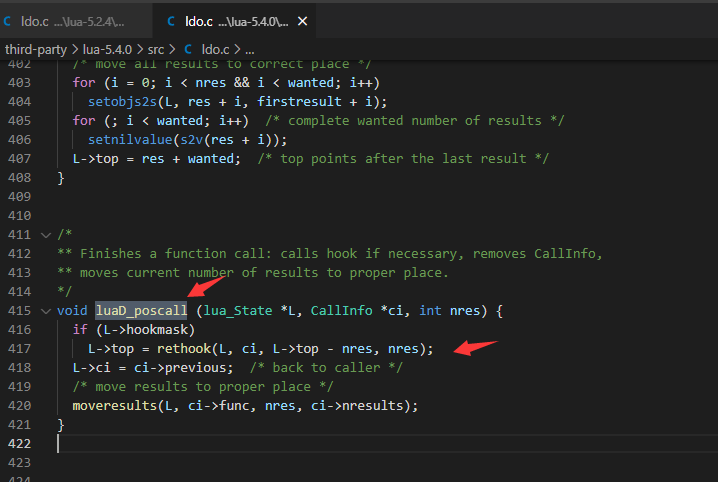 ldo.c ...\lua-5.2.4\... ldo.c ...\lua-5.4.0\...
third-party > lua-5.4.0 > src > C ldo.c > ...
402 /* move all results to correct place */
403 for (i = 0; i < nres && i < wanted; i++)
404 setobjs2s(L, res + i, firstresult + i);
405 for (; i < wanted; i++) /* complete wanted number of results */
406 setnilvalue(s2v(res + i));
407 L->top = res + wanted; /* top points after the last result */
408 }
409
410
411 /*
412 ** Finishes a function call: calls hook if necessary, removes CallInfo,
413 ** moves current number of results to proper place.
414 */
415 void luaD_poscall (lua_State *L, CallInfo *ci, int nres) {
416 if (L->hookmask)
417 L->top = rethook(L, ci, L->top - nres, nres);
418 L->ci = ci->previous; /* back to caller */
419 /* move results to proper place */
420 moveresults(L, ci->func, nres, ci->nresults);
421 }
422
423
424